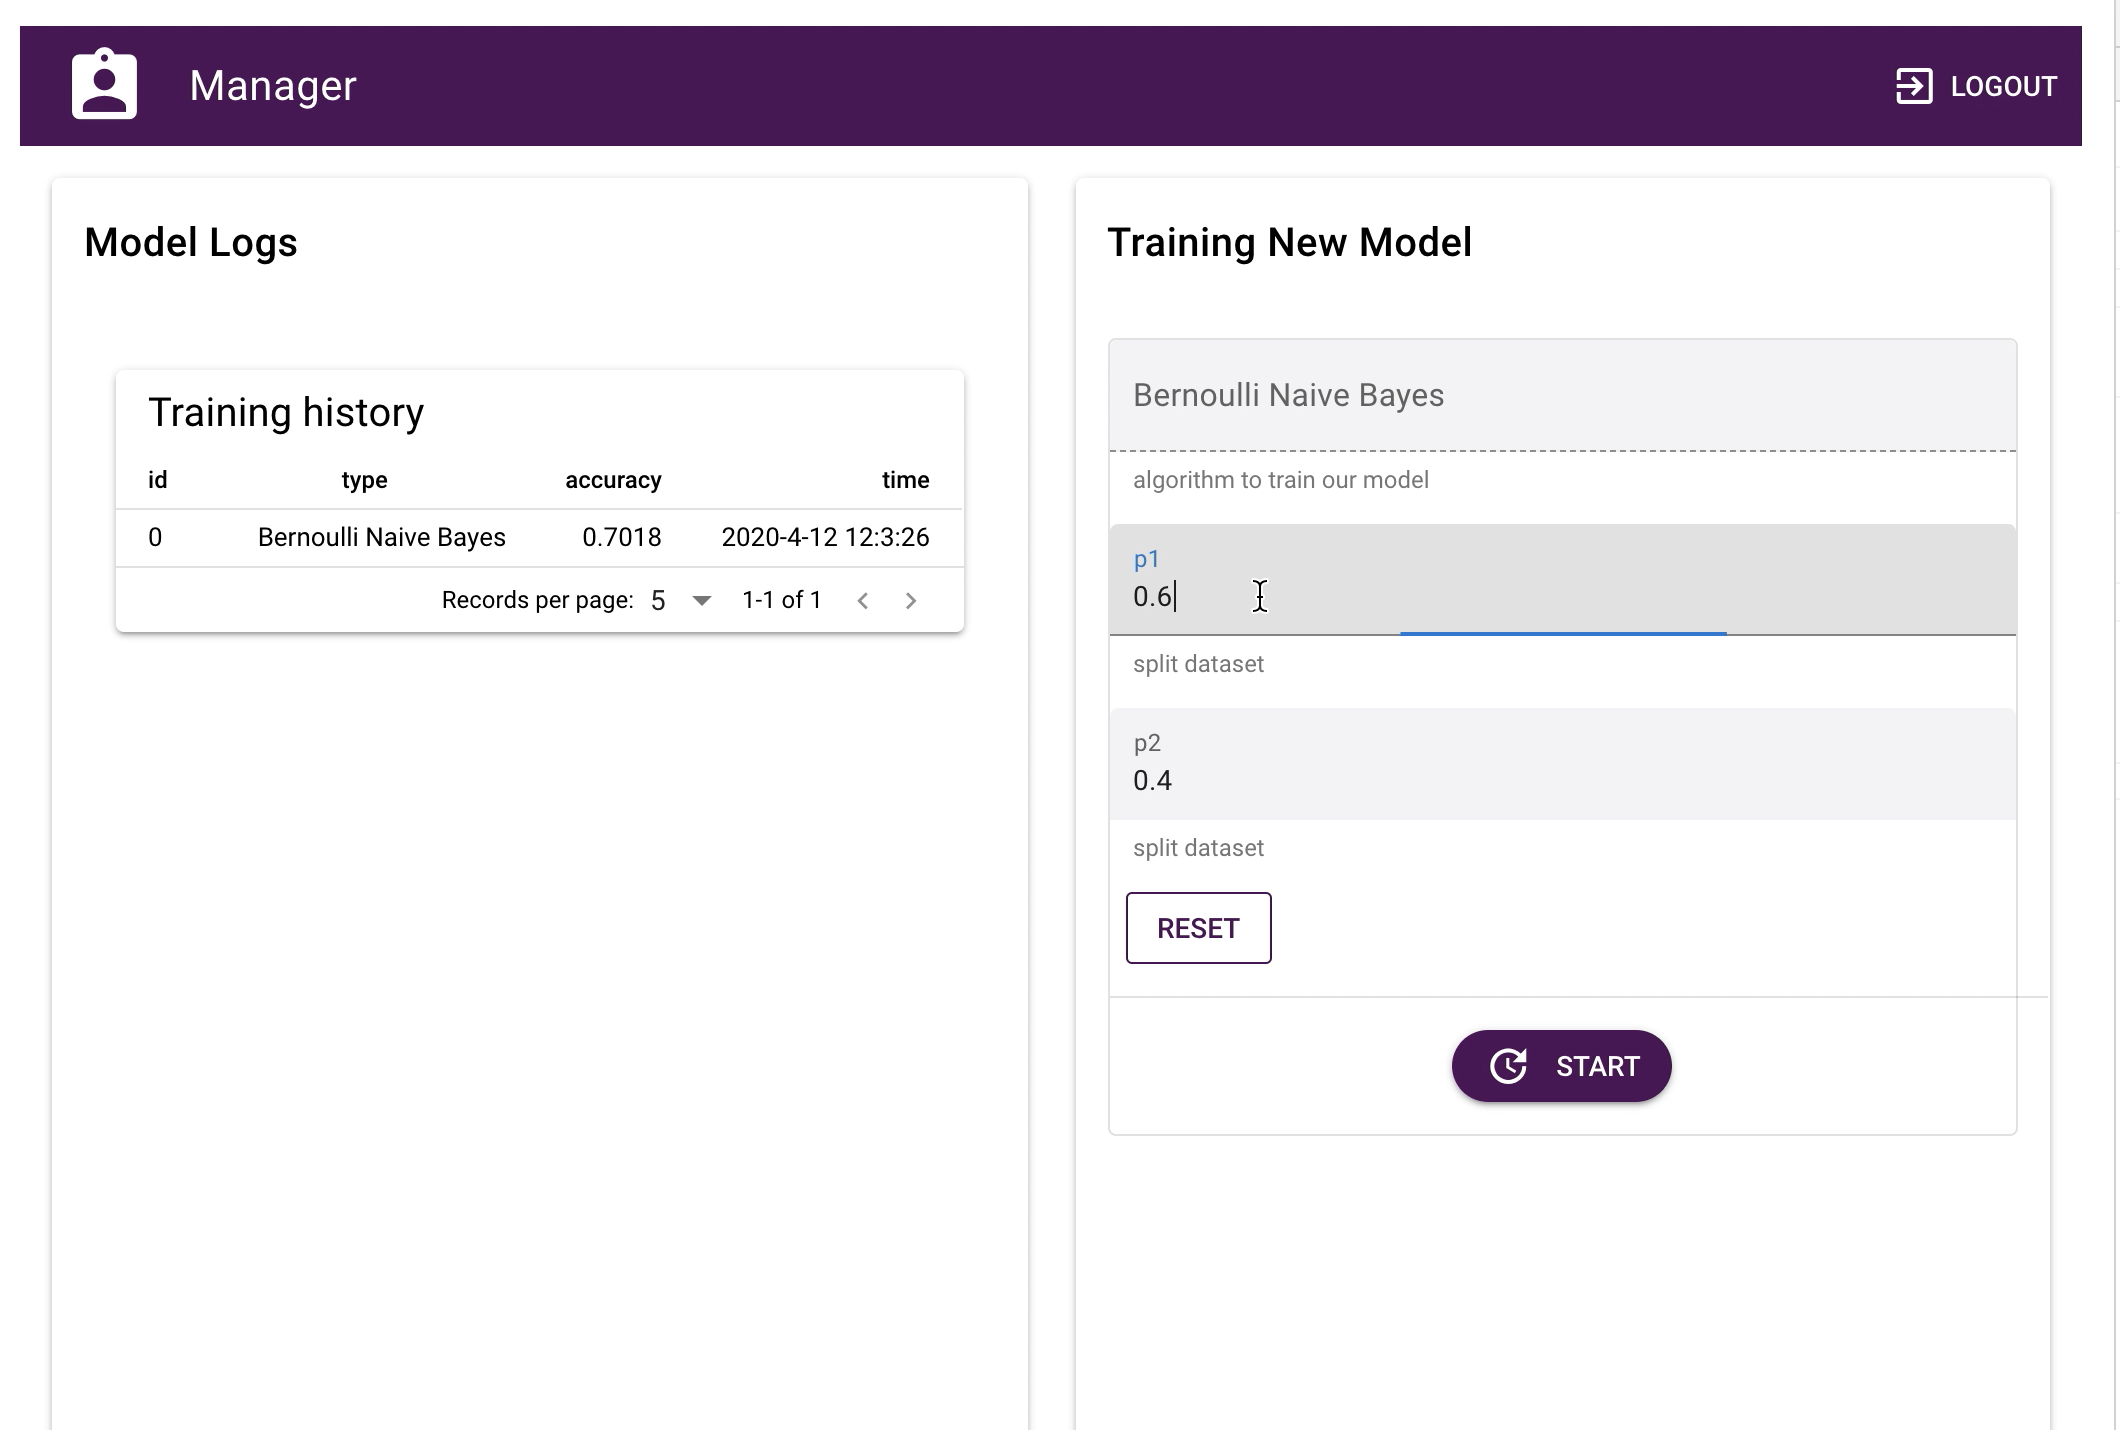 Manager
LOGOUT
Model Logs
Training history
id type accuracy time
0 Bernoulli Naive Bayes 0.7018 2020-4-12 12:3:26
Records per page: 5 1-1 of 1
Training New Model
Bernoulli Naive Bayes
algorithm to train our model
p1
0.6
split dataset
p2
0.4
split dataset
RESET
START